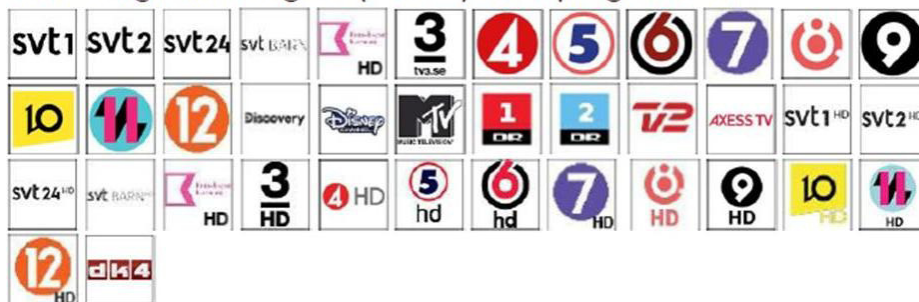 svt1 svt2 svt24 svt BARN HD 3 tv3.se 4 5 6 7 8 9
10 11 12 Discovery Disney MTV MUSIC TELEVISION 1 DR 2 DR TV2 AXESS TV svt1 HD svt2 HD
svt24 HD svt BARN HD 3 HD 4 HD 5 hd 6 hd 7 HD 8 HD 9 HD 10 HD 11 HD
12 HD dk4